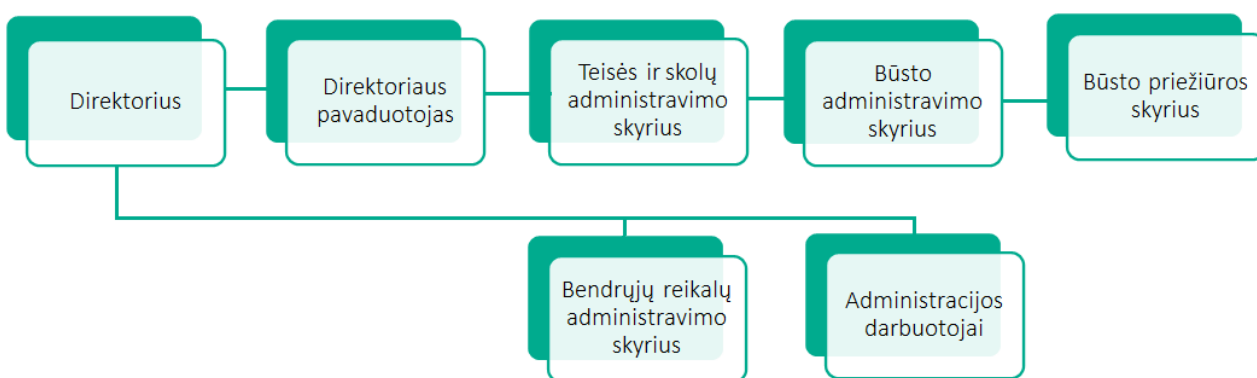 Direktorius
Direktoriaus
pavaduotojas
Teisės ir skolų
administravimo
skyrius
Būsto
administravimo
skyrius
Būsto priežiūros
skyrius
Bendrųjų reikalų
administravimo
skyrius
Administracijos
darbuotojai